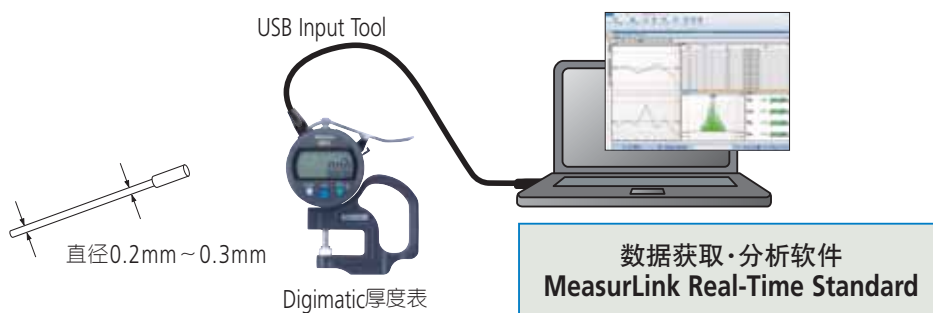 USB Input Tool
直径0.2mm～0.3mm
Digimatic厚度表
数据获取·分析软件
MeasurLink Real-Time Standard